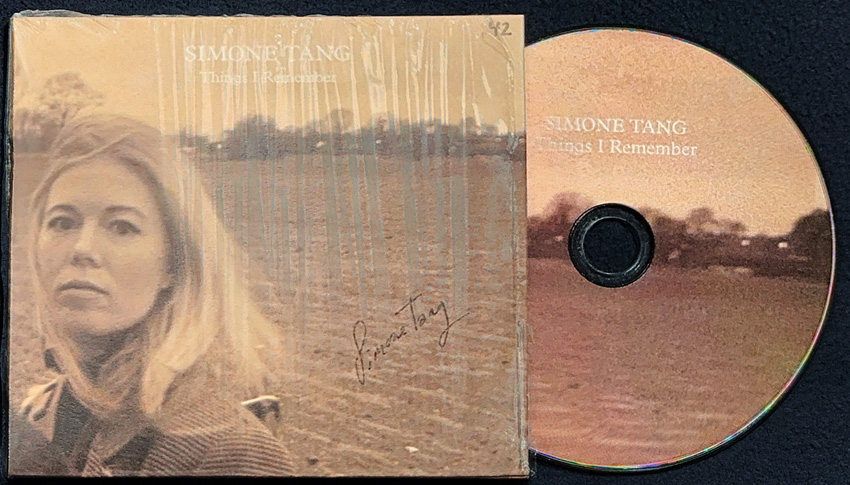 42
SIMONE TANG
Things I Remember
Simone Tang
SIMONE TANG
Things I Remember